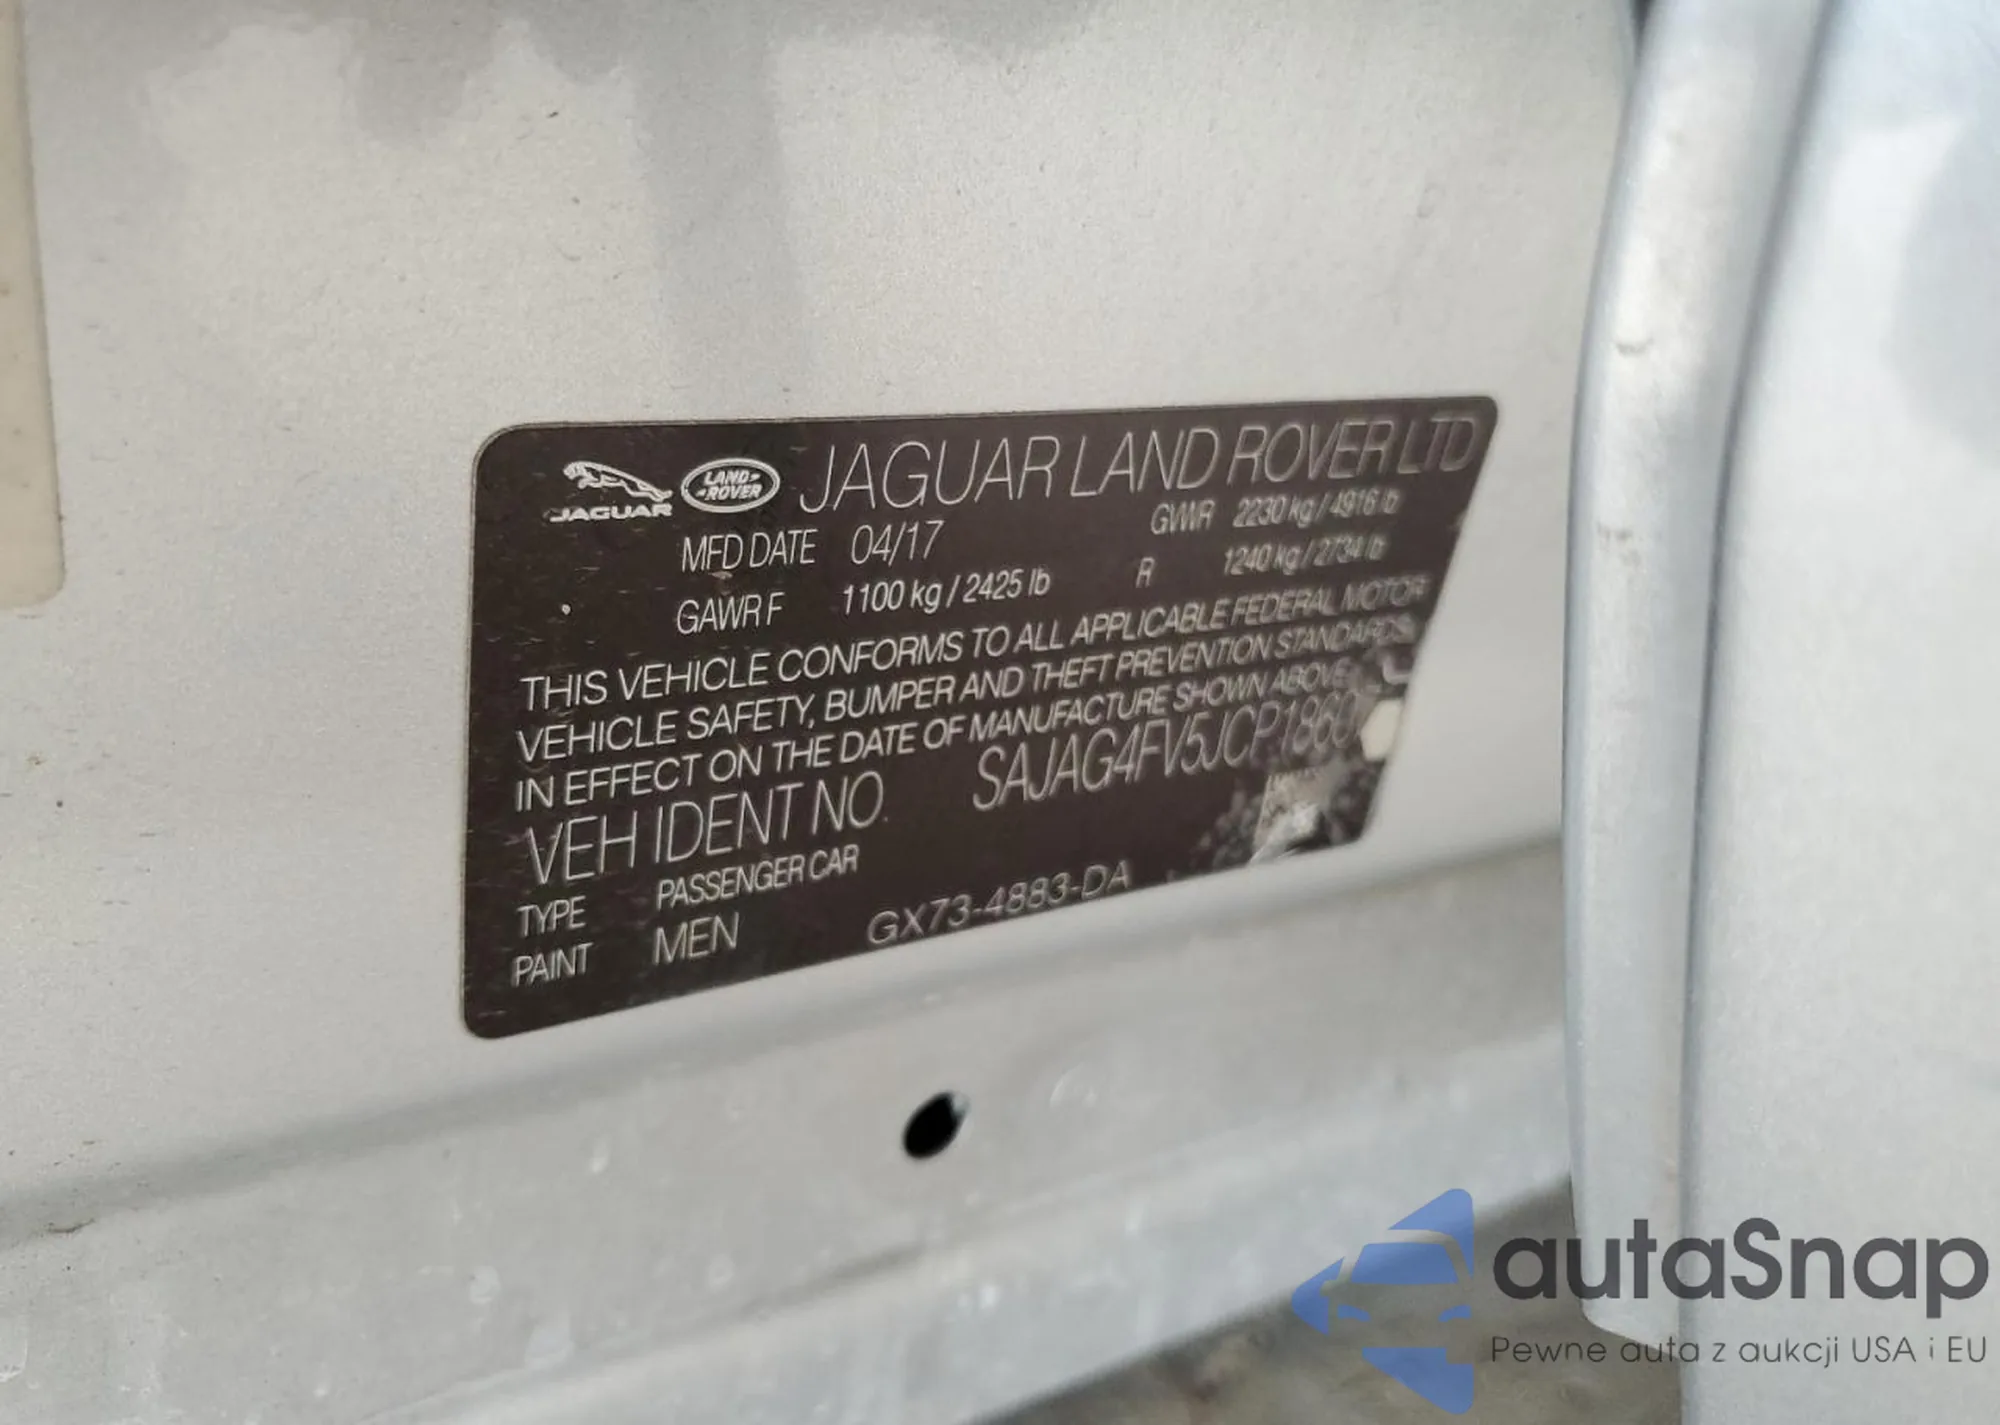 JAGUAR
LAND ROVER
JAGUAR LAND ROVER LTD
MFD DATE 04/17 GVWR 2230 kg / 4916 lb
GAWR F 1100 kg / 2425 lb R 1240 kg / 2734 lb
THIS VEHICLE CONFORMS TO ALL APPLICABLE FEDERAL MOTOR
VEHICLE SAFETY, BUMPER AND THEFT PREVENTION STANDARDS
IN EFFECT ON THE DATE OF MANUFACTURE SHOWN ABOVE
VEH IDENT NO.
TYPE PASSENGER CAR
PAINT MEN GX73-4883-DA
autaSnap
Pewne auta z aukcji USA i EU